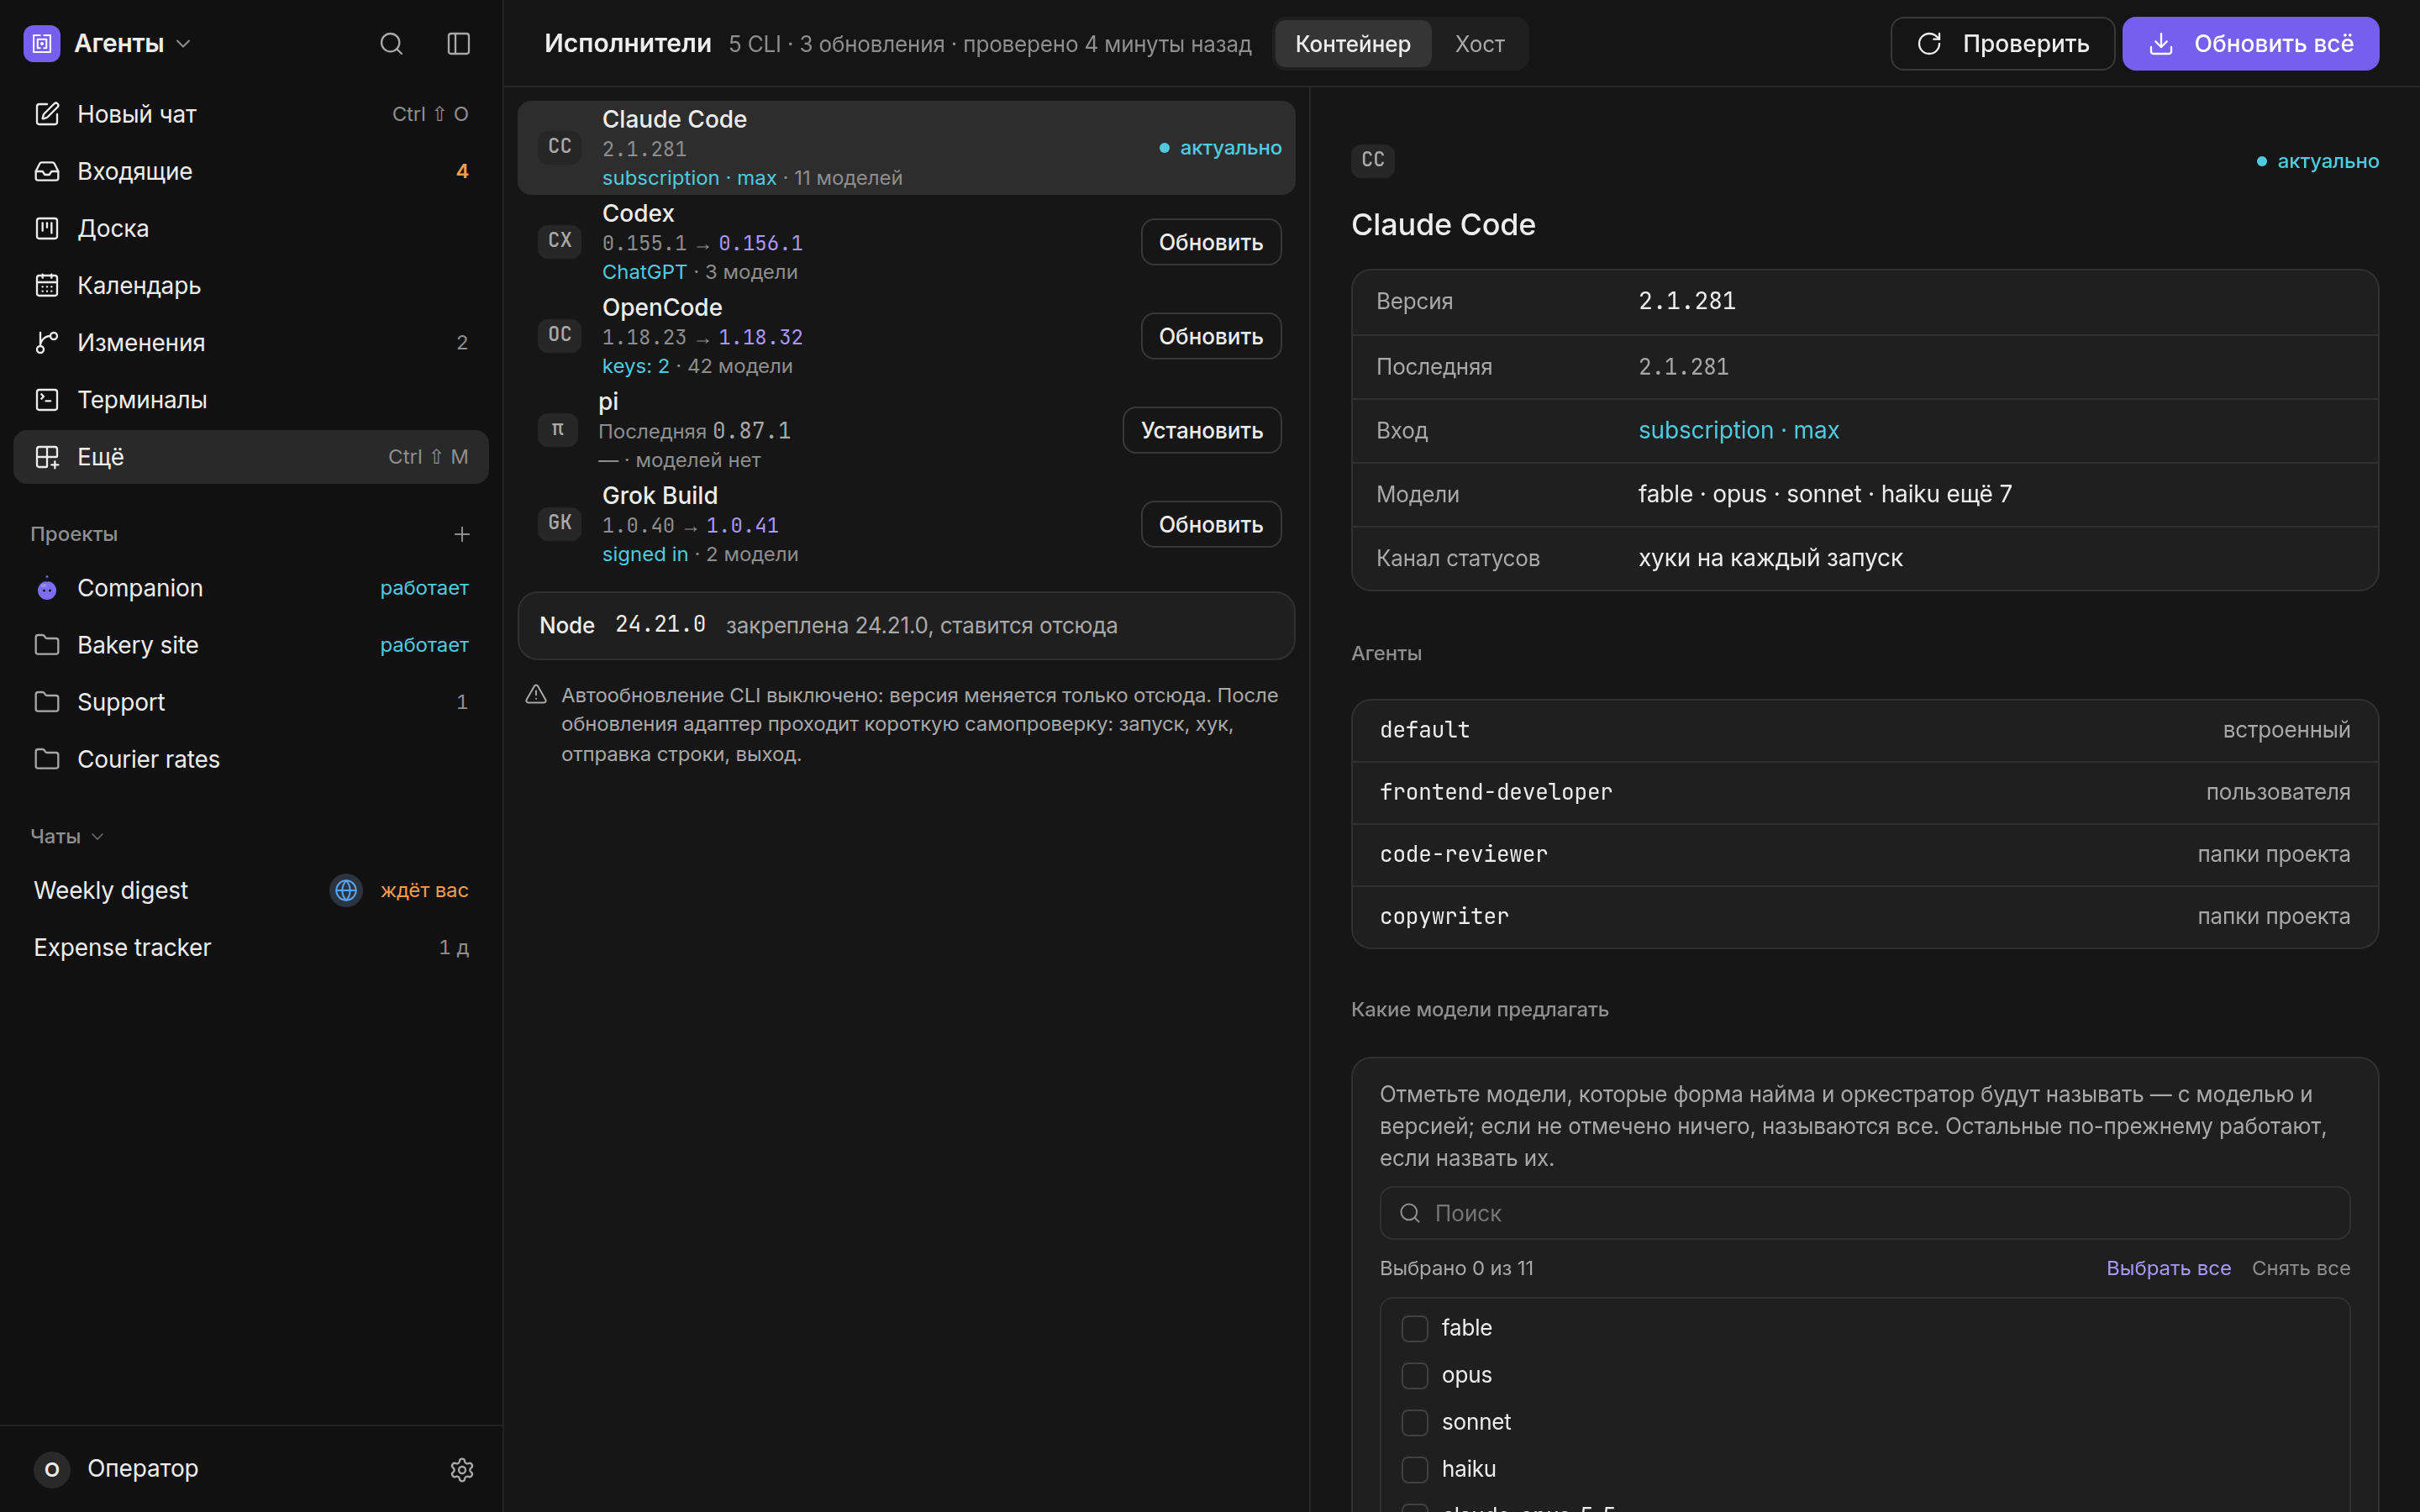 Агенты
Новый чат Ctrl ⇧ O
Входящие 4
Доска
Календарь
Изменения 2
Терминалы
Ещё Ctrl ⇧ M
Проекты
Companion работает
Bakery site работает
Support 1
Courier rates
Чаты
Weekly digest ждёт вас
Expense tracker 1 д
O Оператор
Исполнители 5 CLI · 3 обновления · проверено 4 минуты назад Контейнер Хост Проверить Обновить всё
CC Claude Code
2.1.281
subscription · max · 11 моделей
актуально
CX Codex
0.155.1 → 0.156.1
ChatGPT · 3 модели
Обновить
OC OpenCode
1.18.23 → 1.18.32
keys: 2 · 42 модели
Обновить
π pi
Последняя 0.87.1
— · моделей нет
Установить
GK Grok Build
1.0.40 → 1.0.41
signed in · 2 модели
Обновить
Node 24.21.0 закреплена 24.21.0, ставится отсюда
Автообновление CLI выключено: версия меняется только отсюда. После
обновления адаптер проходит короткую самопроверку: запуск, хук,
отправка строки, выход.
CC актуально
Claude Code
Версия 2.1.281
Последняя 2.1.281
Вход subscription · max
Модели fable · opus · sonnet · haiku ещё 7
Канал статусов хуки на каждый запуск
Агенты
default встроенный
frontend-developer пользователя
code-reviewer папки проекта
copywriter папки проекта
Какие модели предлагать
Отметьте модели, которые форма найма и оркестратор будут называть — с моделью и
версией; если не отмечено ничего, называются все. Остальные по-прежнему работают,
если назвать их.
Поиск
Выбрано 0 из 11 Выбрать все Снять все
fable
opus
sonnet
haiku